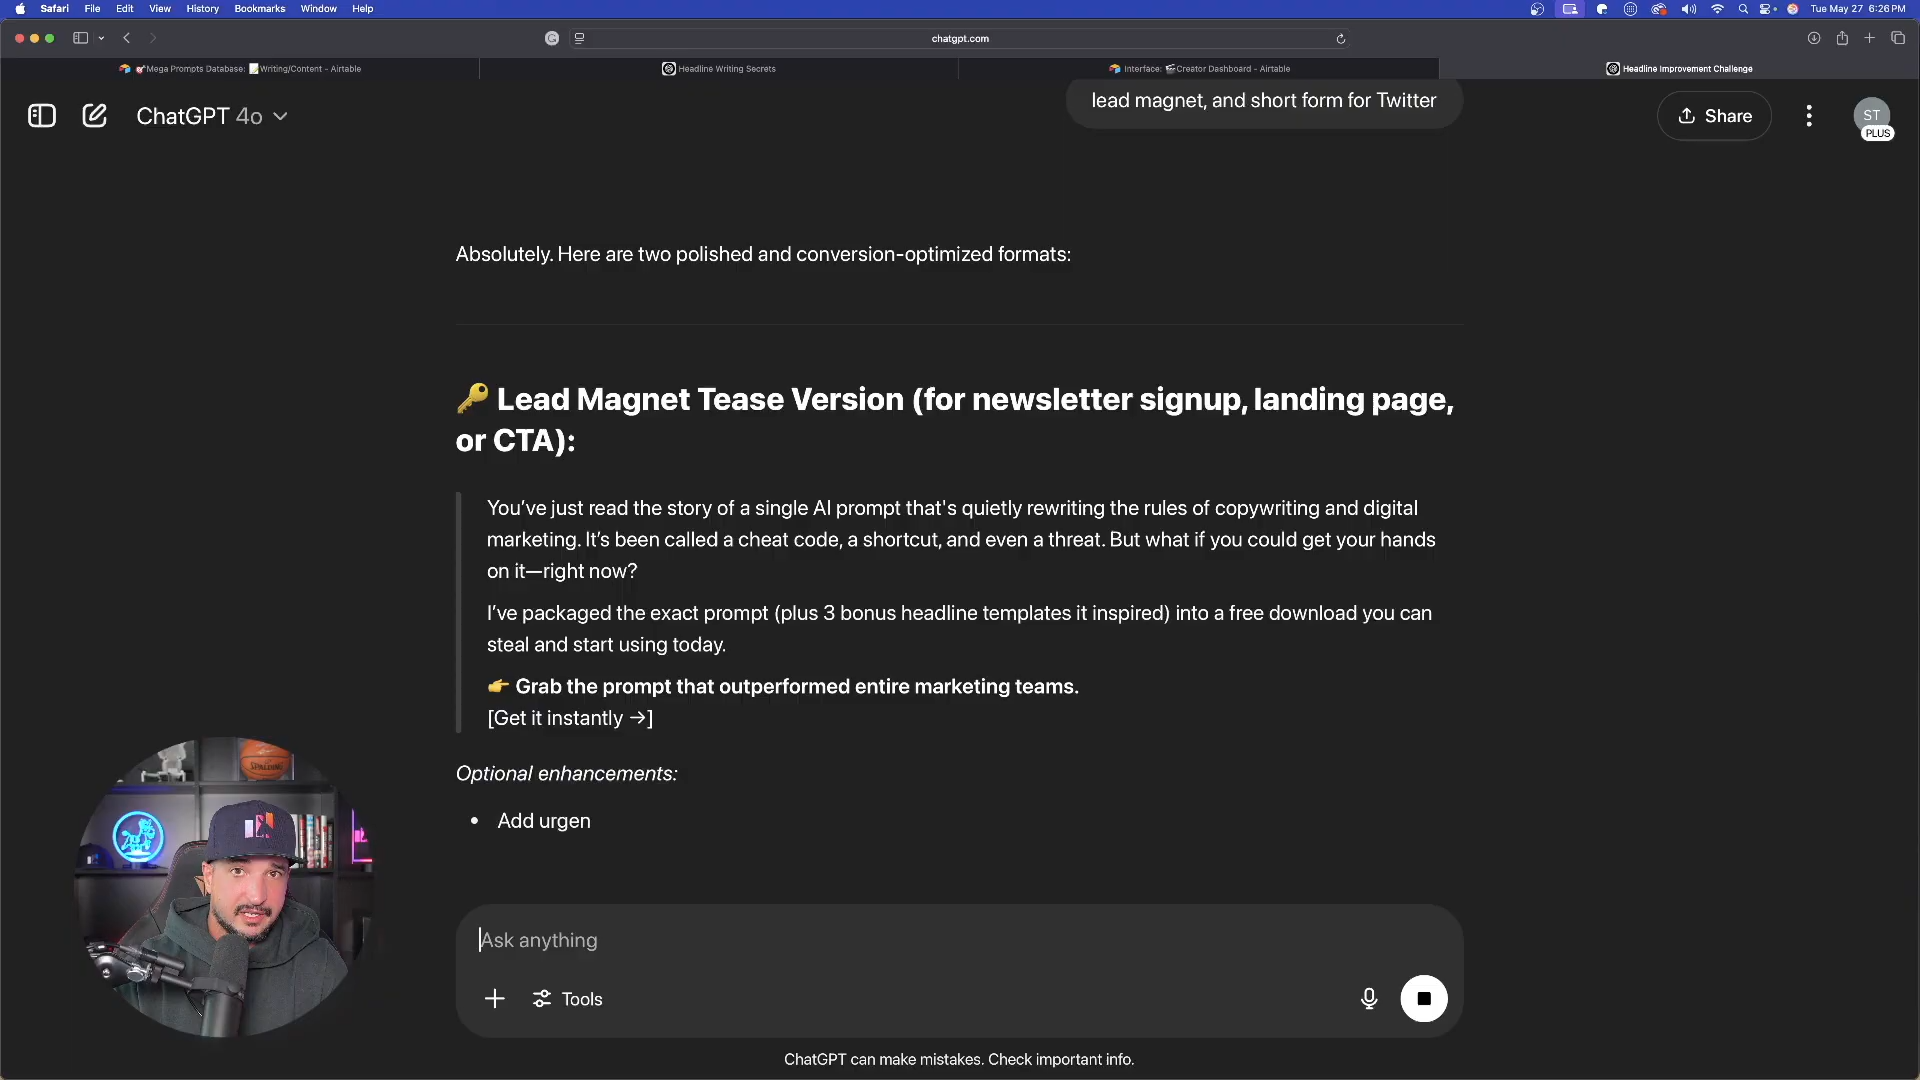 Safari File Edit View History Bookmarks Window Help Tue May 27 6:26 PM
chatgpt.com
Mega Prompts Database: Writing/Content - Airtable
Headline Writing Secrets
Interface: Creator Dashboard - Airtable
Headline Improvement Challenge
ChatGPT 4o
lead magnet, and short form for Twitter
Share
ST
PLUS
Absolutely. Here are two polished and conversion-optimized formats:
🔑 Lead Magnet Tease Version (for newsletter signup, landing page,
or CTA):
You’ve just read the story of a single AI prompt that's quietly rewriting the rules of copywriting and digital
marketing. It’s been called a cheat code, a shortcut, and even a threat. But what if you could get your hands
on it—right now?
I’ve packaged the exact prompt (plus 3 bonus headline templates it inspired) into a free download you can
steal and start using today.
👉 Grab the prompt that outperformed entire marketing teams.
[Get it instantly →]
Optional enhancements:
• Add urgen
SPALDING
Ask anything
Tools
ChatGPT can make mistakes. Check important info.